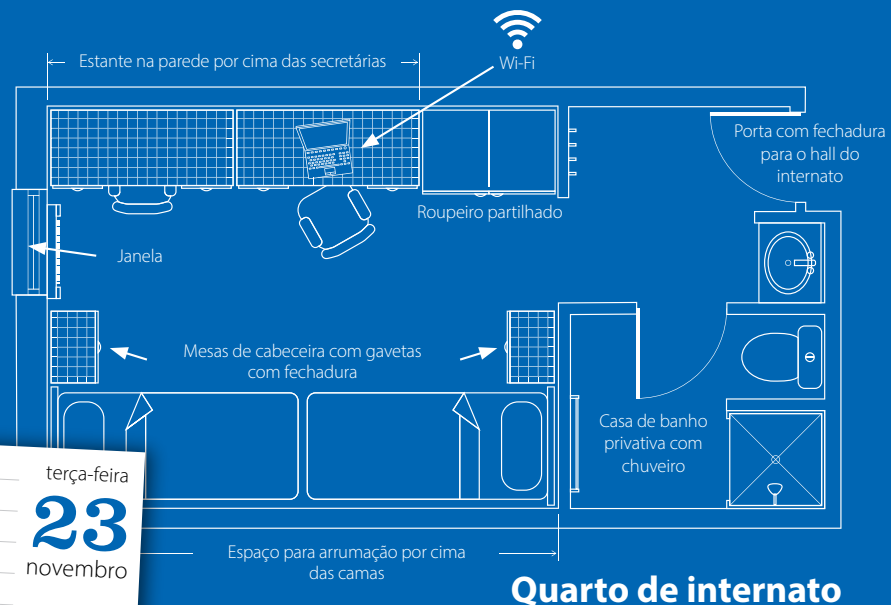 Wi-Fi
Estante na parede por cima das secretárias
Porta com fechadura
para o hall do
internato
Roupeiro partilhado
Janela
Mesas de cabeceira com gavetas
com fechadura
Casa de banho
privativa com
chuveiro
terça-feira
23
novembro
Espaço para arrumação por cima
das camas
Quarto de internato